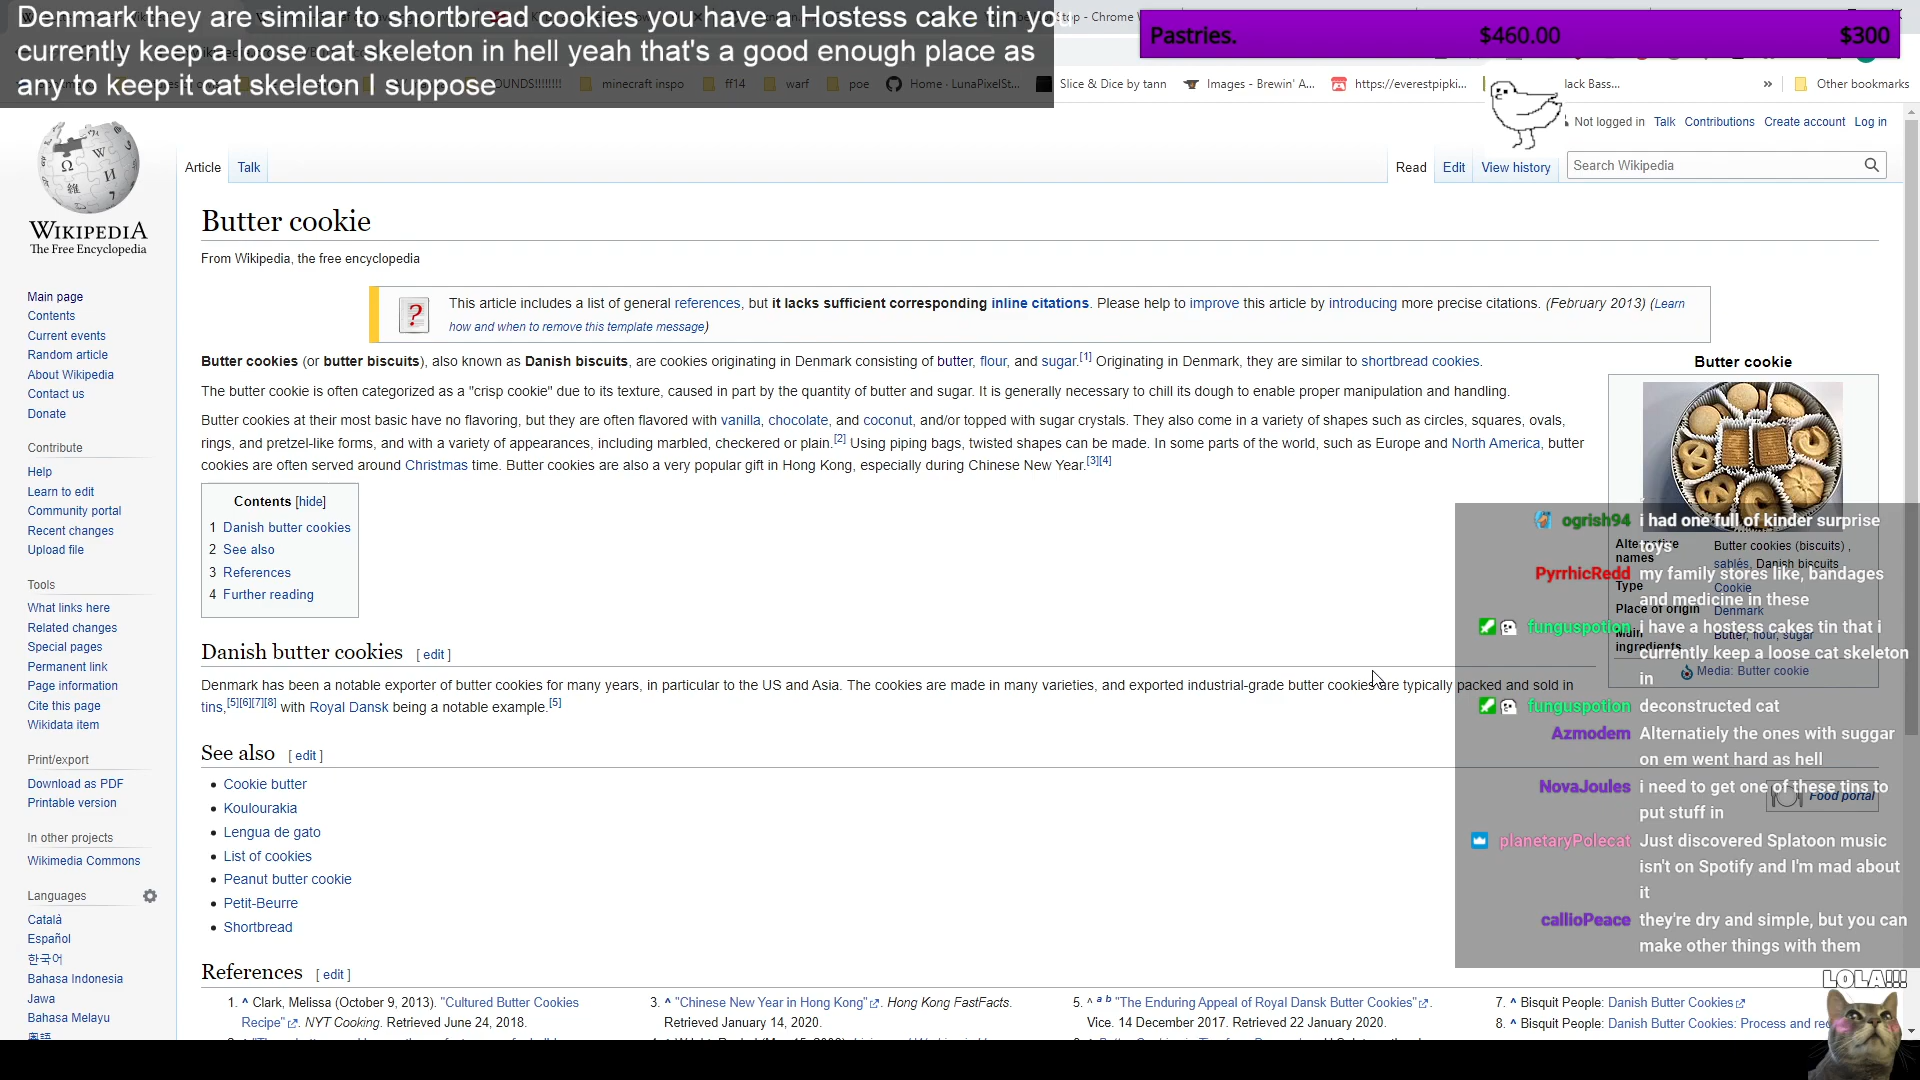 Denmark they are similar to shortbread cookies you have a Hostess cake tin you
currently keep a loose cat skeleton in hell yeah that's a good enough place as
any to keep it cat skeleton I suppose
Pastries. $460.00 $300
minecraft inspo
ff14
warf
poe
Home · LunaPixelSt...
Slice & Dice by tann
Images - Brewin' A...
https://everestpipki...
lack Bass...
»
Other bookmarks
Not logged in Talk Contributions Create account Log in
Article Talk
Read Edit View history
Search Wikipedia
WIKIPEDIA
The Free Encyclopedia
Main page
Contents
Current events
Random article
About Wikipedia
Contact us
Donate
Contribute
Help
Learn to edit
Community portal
Recent changes
Upload file
Tools
What links here
Related changes
Special pages
Permanent link
Page information
Cite this page
Wikidata item
Print/export
Download as PDF
Printable version
In other projects
Wikimedia Commons
Languages
Català
Español
한국어
Bahasa Indonesia
Jawa
Bahasa Melayu
Butter cookie
From Wikipedia, the free encyclopedia
This article includes a list of general references, but it lacks sufficient corresponding inline citations. Please help to improve this article by introducing more precise citations. (February 2013) (Learn
how and when to remove this template message)
Butter cookies (or butter biscuits), also known as Danish biscuits, are cookies originating in Denmark consisting of butter, flour, and sugar.[1] Originating in Denmark, they are similar to shortbread cookies.
The butter cookie is often categorized as a "crisp cookie" due to its texture, caused in part by the quantity of butter and sugar. It is generally necessary to chill its dough to enable proper manipulation and handling.
Butter cookies at their most basic have no flavoring, but they are often flavored with vanilla, chocolate, and coconut, and/or topped with sugar crystals. They also come in a variety of shapes such as circles, squares, ovals,
rings, and pretzel-like forms, and with a variety of appearances, including marbled, checkered or plain.[2] Using piping bags, twisted shapes can be made. In some parts of the world, such as Europe and North America, butter
cookies are often served around Christmas time. Butter cookies are also a very popular gift in Hong Kong, especially during Chinese New Year.[3][4]
Contents [hide]
1 Danish butter cookies
2 See also
3 References
4 Further reading
Danish butter cookies [ edit ]
Denmark has been a notable exporter of butter cookies for many years, in particular to the US and Asia. The cookies are made in many varieties, and exported industrial-grade butter cookies are typically packed and sold in
tins,[5][6][7][8] with Royal Dansk being a notable example.[5]
See also [ edit ]
Cookie butter
Koulourakia
Lengua de gato
List of cookies
Peanut butter cookie
Petit-Beurre
Shortbread
References [ edit ]
1. ^ Clark, Melissa (October 9, 2013). "Cultured Butter Cookies
Recipe". NYT Cooking. Retrieved June 24, 2018.
3. ^ "Chinese New Year in Hong Kong". Hong Kong FastFacts.
Retrieved January 14, 2020.
5. ^ a b "The Enduring Appeal of Royal Dansk Butter Cookies".
Vice. 14 December 2017. Retrieved 22 January 2020.
7. ^ Bisquit People: Danish Butter Cookies
8. ^ Bisquit People: Danish Butter Cookies: Process and
Butter cookie
Alternative names
Butter cookies (biscuits) ,
sablés, Danish biscuits
Type Cookie
Place of origin Denmark
Main ingredients Butter, flour, sugar
Media: Butter cookie
Food portal
ogrish94 i had one full of kinder surprise
toys
PyrrhicRedd my family stores like, bandages
and medicine in these
funguspotion i have a hostess cakes tin that i
currently keep a loose cat skeleton
in
funguspotion deconstructed cat
Azmodem Alternatiely the ones with suggar
on em went hard as hell
NovaJoules i need to get one of these tins to
put stuff in
planetaryPolecat Just discovered Splatoon music
isn't on Spotify and I'm mad about
it
callioPeace they're dry and simple, but you can
make other things with them
LOLA!!!